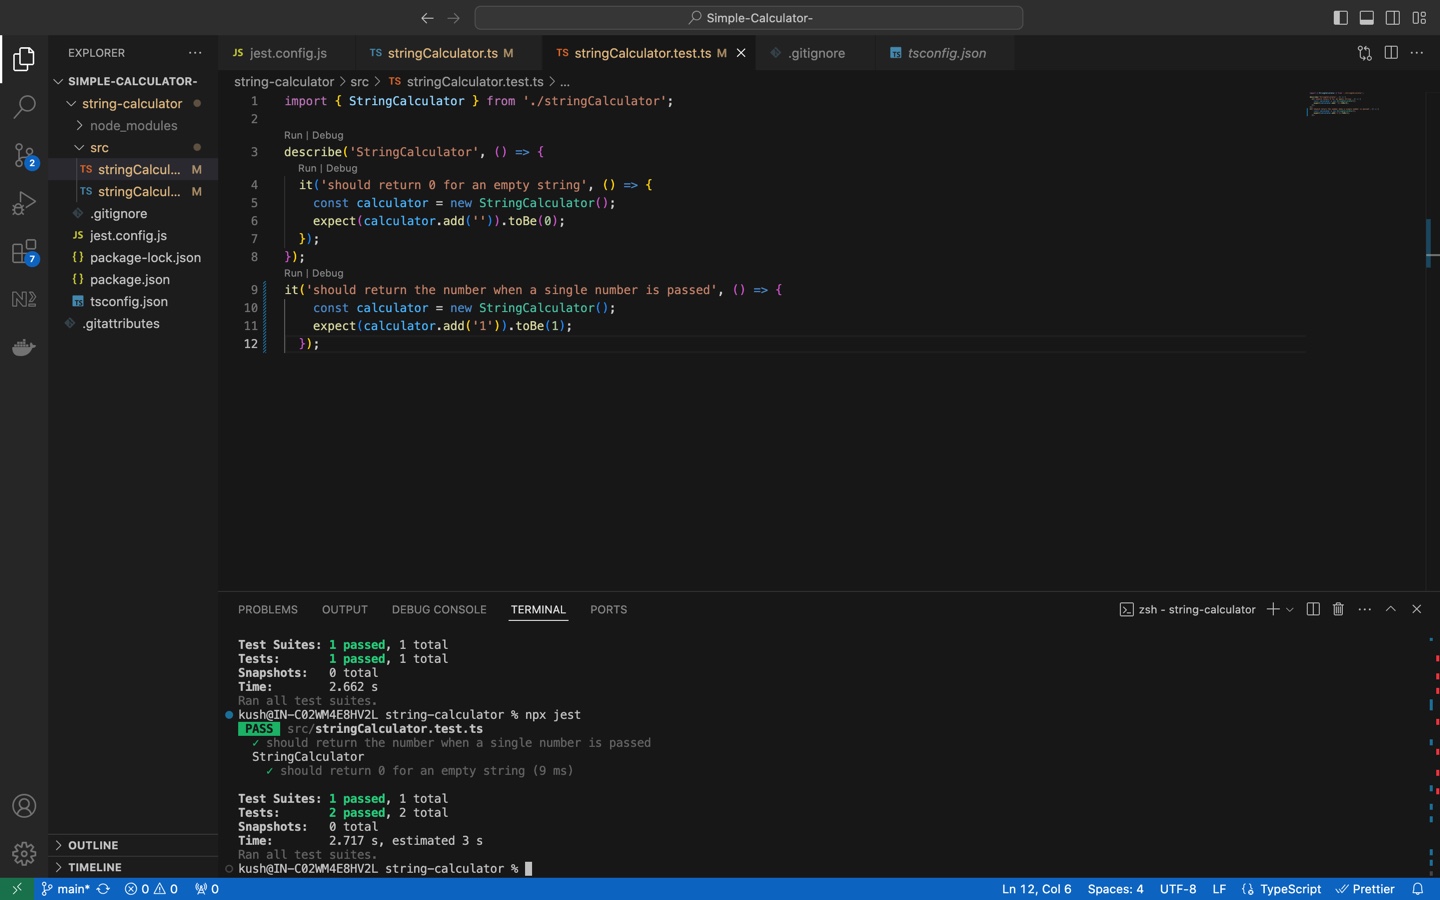 Simple-Calculator-
EXPLORER
SIMPLE-CALCULATOR-
string-calculator
node_modules
src
TS stringCalcul... M
TS stringCalcul... M
.gitignore
JS jest.config.js
{} package-lock.json
{} package.json
TS tsconfig.json
.gitattributes
OUTLINE
TIMELINE
2
7
JS jest.config.js
TS stringCalculator.ts M
TS stringCalculator.test.ts M
.gitignore
TS tsconfig.json
string-calculator > src > TS stringCalculator.test.ts > ...
1 import { StringCalculator } from './stringCalculator';
2
Run | Debug
3 describe('StringCalculator', () => {
Run | Debug
4 it('should return 0 for an empty string', () => {
5 const calculator = new StringCalculator();
6 expect(calculator.add('')).toBe(0);
7 });
8 });
Run | Debug
9 it('should return the number when a single number is passed', () => {
10 const calculator = new StringCalculator();
11 expect(calculator.add('1')).toBe(1);
12 });
PROBLEMS OUTPUT DEBUG CONSOLE TERMINAL PORTS
zsh - string-calculator
Test Suites: 1 passed, 1 total
Tests: 1 passed, 1 total
Snapshots: 0 total
Time: 2.662 s
Ran all test suites.
kush@IN-C02WM4E8HV2L string-calculator % npx jest
PASS src/stringCalculator.test.ts
✓ should return the number when a single number is passed
StringCalculator
✓ should return 0 for an empty string (9 ms)
Test Suites: 1 passed, 1 total
Tests: 2 passed, 2 total
Snapshots: 0 total
Time: 2.717 s, estimated 3 s
Ran all test suites.
kush@IN-C02WM4E8HV2L string-calculator %
main* 0 0 0
Ln 12, Col 6 Spaces: 4 UTF-8 LF {} TypeScript Prettier